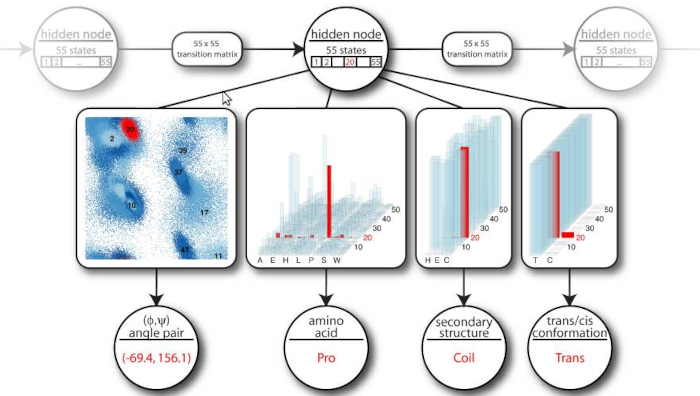 hidden node
55 states
1 2 ... 55
55 x 55
transition matrix
hidden node
55 states
1 2 20 55
55 x 55
transition matrix
hidden node
55 states
1 2 ... 55
20
2
39
37
10
17
47
11
50
40
30
20
10
A E H L P S W
50
40
30
20
10
H E C
50
40
30
20
10
T C
(ϕ,ψ)
angle pair
(-69.4, 156.1)
amino
acid
Pro
secondary
structure
Coil
trans/cis
conformation
Trans